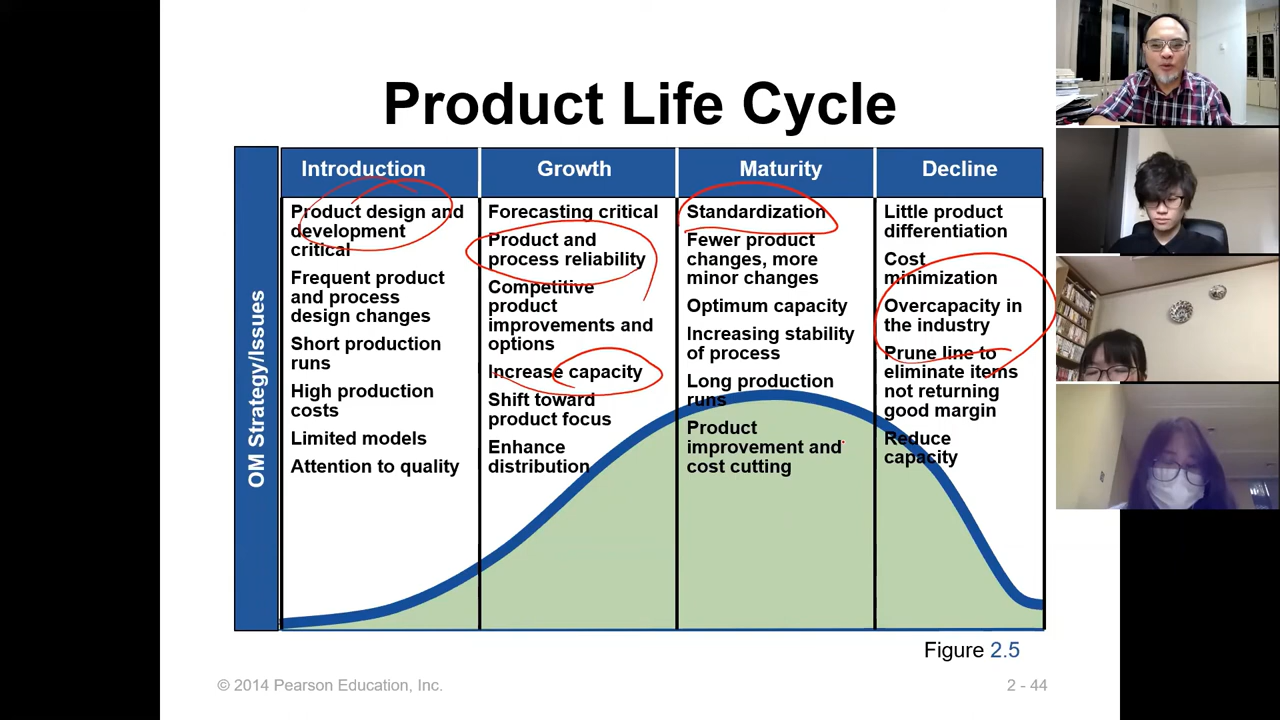 Product Life Cycle
Introduction
Growth
Maturity
Decline
OM Strategy/Issues
Product design and
development
critical
Frequent product
and process
design changes
Short production
runs
High production
costs
Limited models
Attention to quality
Forecasting critical
Product and
process reliability
Competitive
product
improvements and
options
Increase capacity
Shift toward
product focus
Enhance
distribution
Standardization
Fewer product
changes, more
minor changes
Optimum capacity
Increasing stability
of process
Long production
runs
Product
improvement and
cost cutting
Little product
differentiation
Cost
minimization
Overcapacity in
the industry
Prune line to
eliminate items
not returning
good margin
Reduce
capacity
Figure 2.5
© 2014 Pearson Education, Inc.
2 - 44